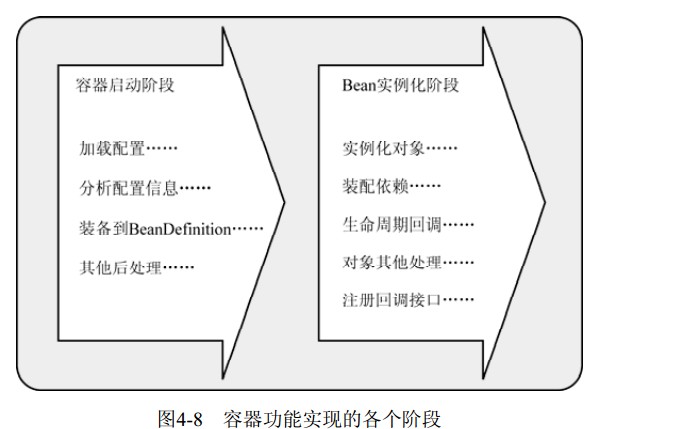 容器启动阶段
加载配置……
分析配置信息……
装备到BeanDefinition……
其他后处理……
Bean实例化阶段
实例化对象……
装配依赖……
生命周期回调……
对象其他处理……
注册回调接口……
图4-8 容器功能实现的各个阶段